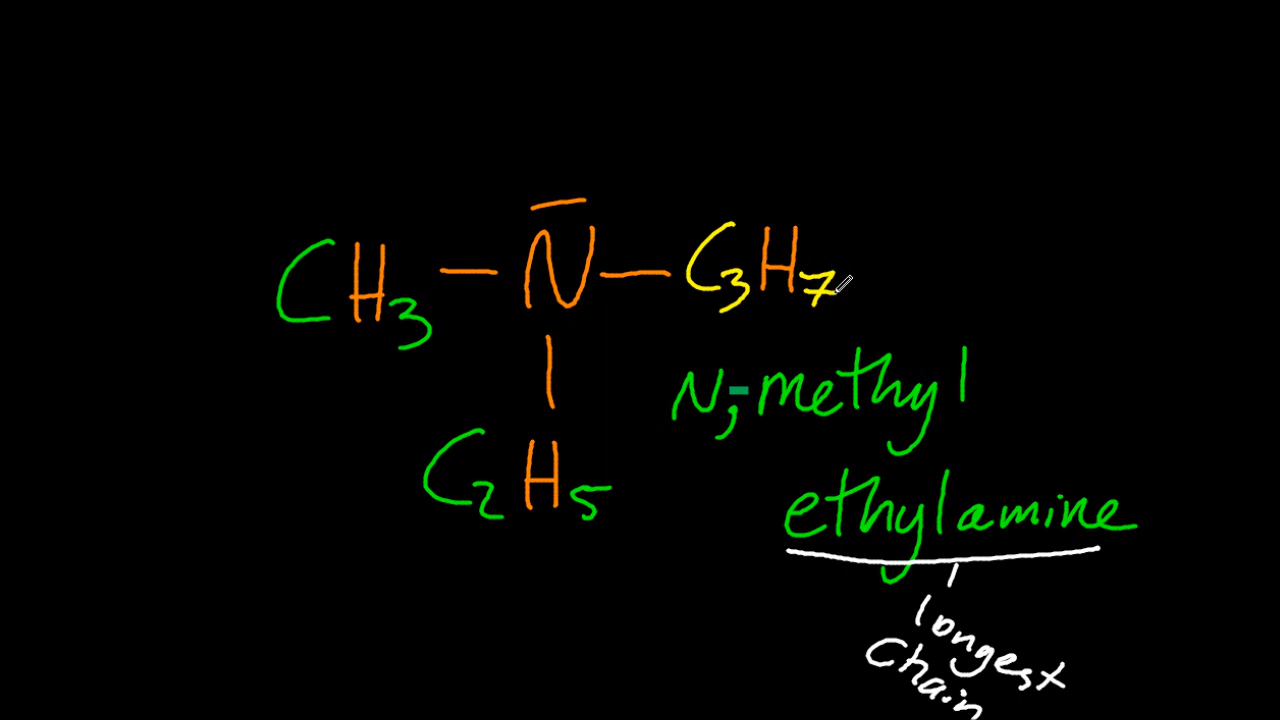 CH3 — N — C3H7
C2H5
N,-methyl
ethylamine
longest
chain